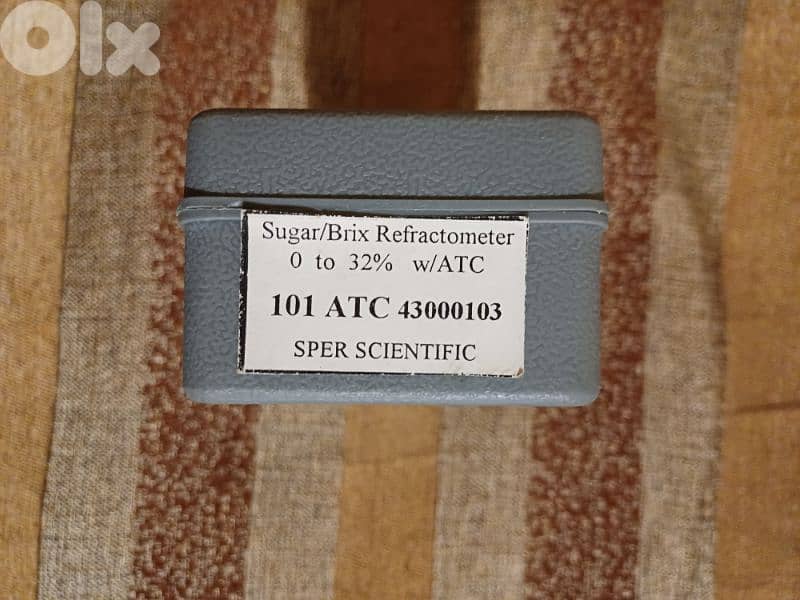 Olx
Sugar/Brix Refractometer
0 to 32% w/ATC
101 ATC 43000103
SPER SCIENTIFIC